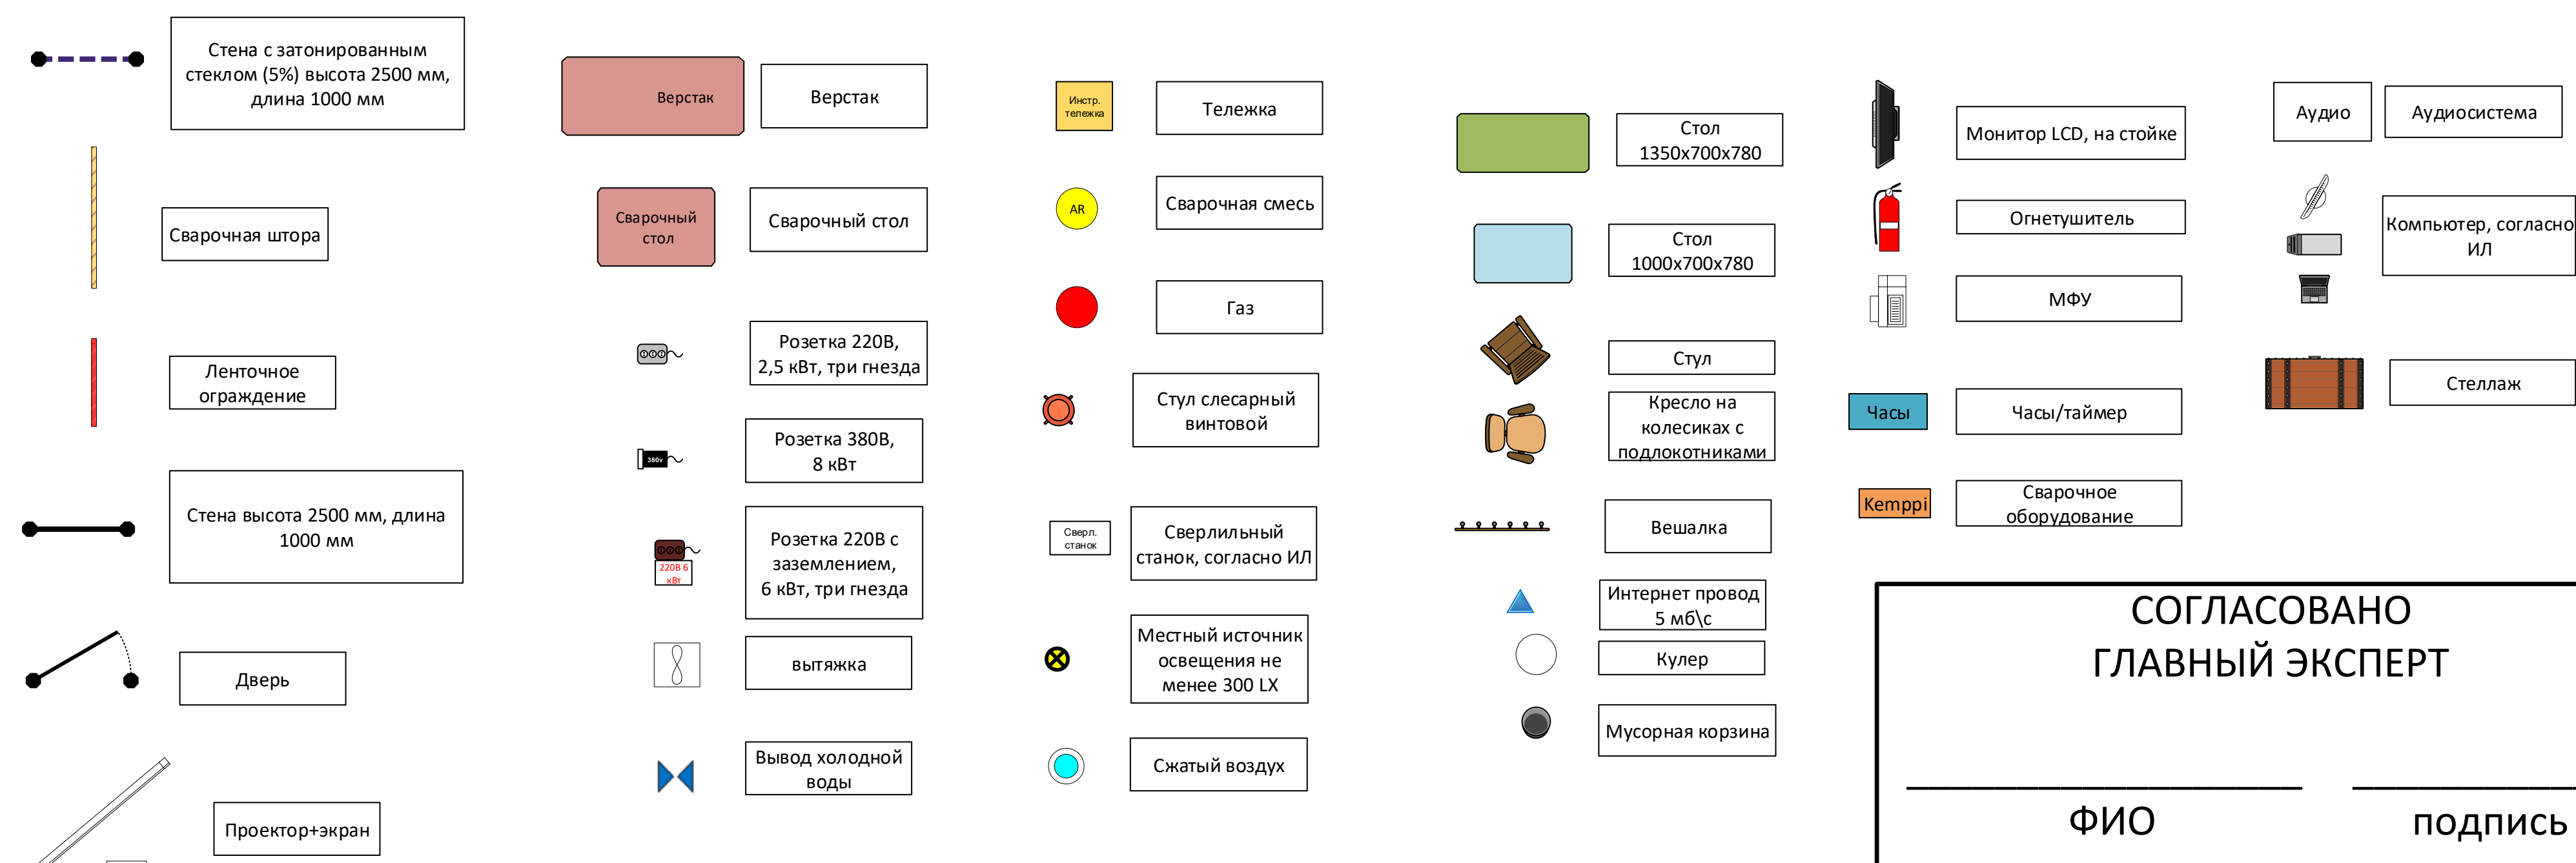 Стена с затонированным
стеклом (5%) высота 2500 мм,
длина 1000 мм
Сварочная штора
Ленточное
ограждение
Стена высота 2500 мм, длина
1000 мм
Дверь
Проектор+экран
Верстак
Верстак
Сварочный
стол
Сварочный стол
Розетка 220В,
2,5 кВт, три гнезда
380v
Розетка 380В,
8 кВт
220В 6
кВт
Розетка 220В с
заземлением,
6 кВт, три гнезда
вытяжка
Вывод холодной
воды
Инстр.
тележка
Тележка
AR
Сварочная смесь
Газ
Стул слесарный
винтовой
Сверл.
станок
Сверлильный
станок, согласно ИЛ
Местный источник
освещения не
менее 300 LX
Сжатый воздух
Стол
1350х700х780
Стол
1000х700х780
Стул
Кресло на
колесиках с
подлокотниками
Вешалка
Интернет провод
5 мб\с
Кулер
Мусорная корзина
Монитор LCD, на стойке
Огнетушитель
МФУ
Часы
Часы/таймер
Kemppi
Сварочное
оборудование
Аудио
Аудиосистема
Компьютер, согласно
ИЛ
Стеллаж
СОГЛАСОВАНО
ГЛАВНЫЙ ЭКСПЕРТ
ФИО
подпись